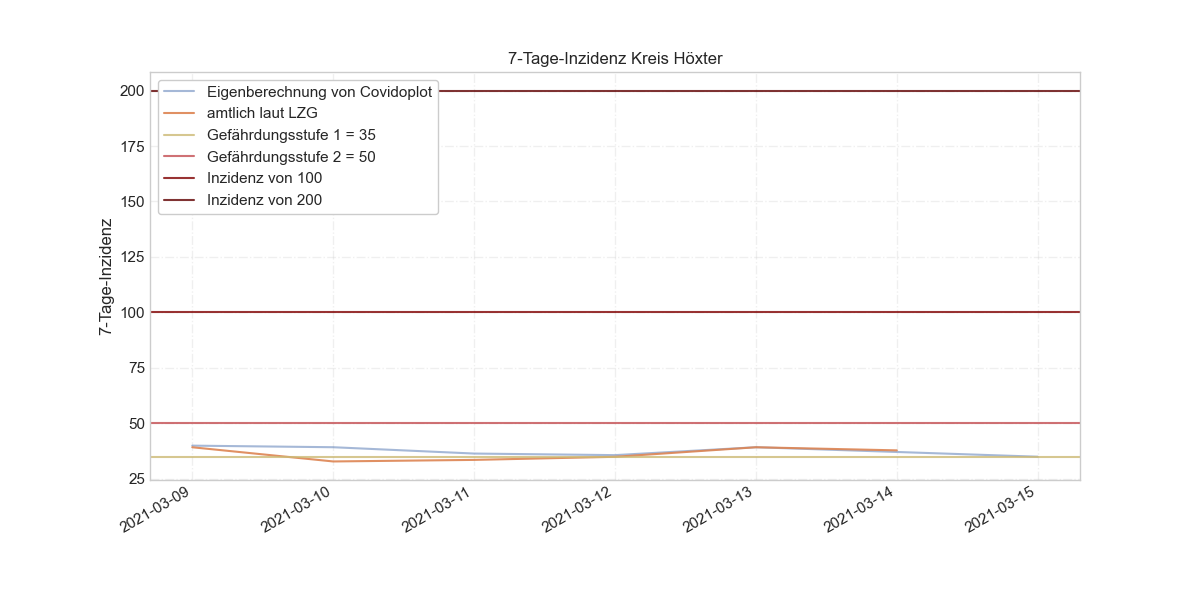 7-Tage-Inzidenz Kreis Höxter
Eigenberechnung von Covidoplot
amtlich laut LZG
Gefährdungsstufe 1 = 35
Gefährdungsstufe 2 = 50
Inzidenz von 100
Inzidenz von 200
7-Tage-Inzidenz
200
175
150
125
100
75
50
25
2021-03-09
2021-03-10
2021-03-11
2021-03-12
2021-03-13
2021-03-14
2021-03-15